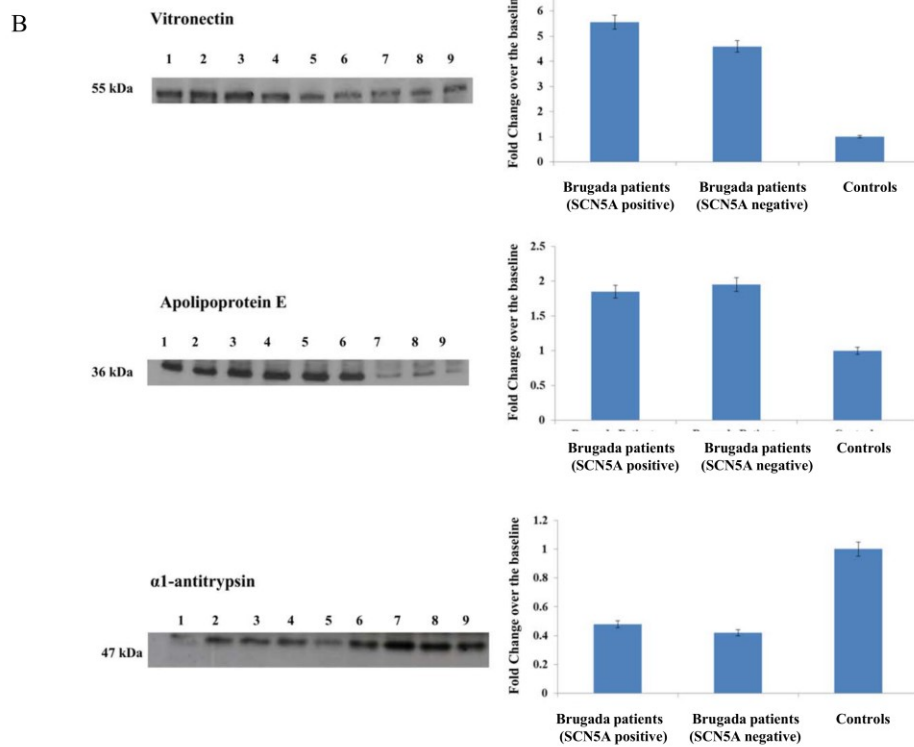 B
Vitronectin
1 2 3 4 5 6 7 8 9
55 kDa
Fold Change over the baseline
6
5
4
3
2
1
0
Brugada patients Brugada patients Controls
(SCN5A positive) (SCN5A negative)
Apolipoprotein E
1 2 3 4 5 6 7 8 9
36 kDa
Fold Change over the baseline
2.5
2
1.5
1
0.5
0
Brugada patients Brugada patients Controls
(SCN5A positive) (SCN5A negative)
α1-antitrypsin
1 2 3 4 5 6 7 8 9
47 kDa
Fold Change over the baseline
1.2
1
0.8
0.6
0.4
0.2
0
Brugada patients Brugada patients Controls
(SCN5A positive) (SCN5A negative)